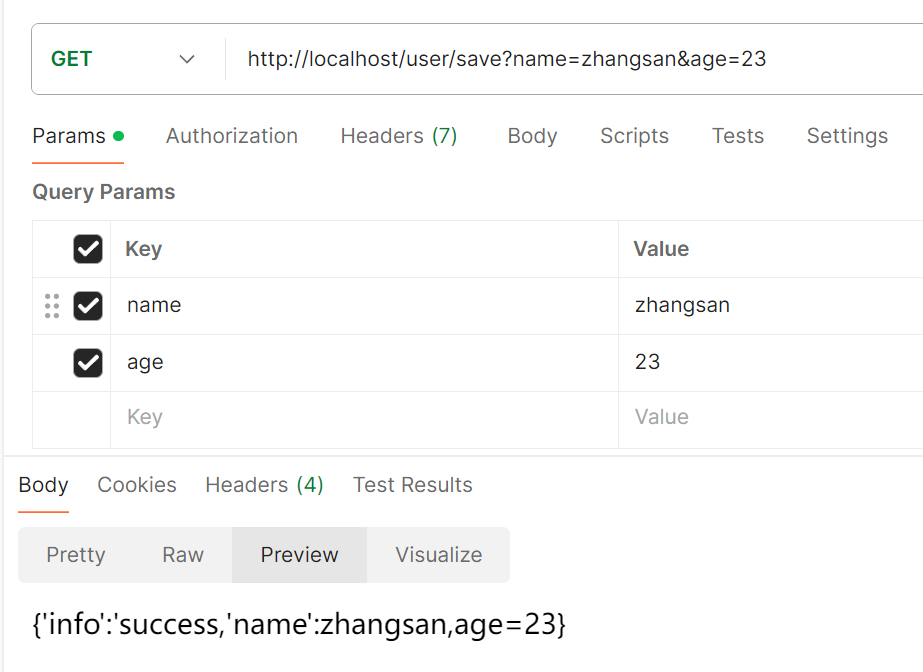 GET http://localhost/user/save?name=zhangsan&age=23
Params Authorization Headers (7) Body Scripts Tests Settings
Query Params
Key Value
name zhangsan
age 23
Key Value
Body Cookies Headers (4) Test Results
Pretty Raw Preview Visualize
{'info':'success,'name':zhangsan,age=23}